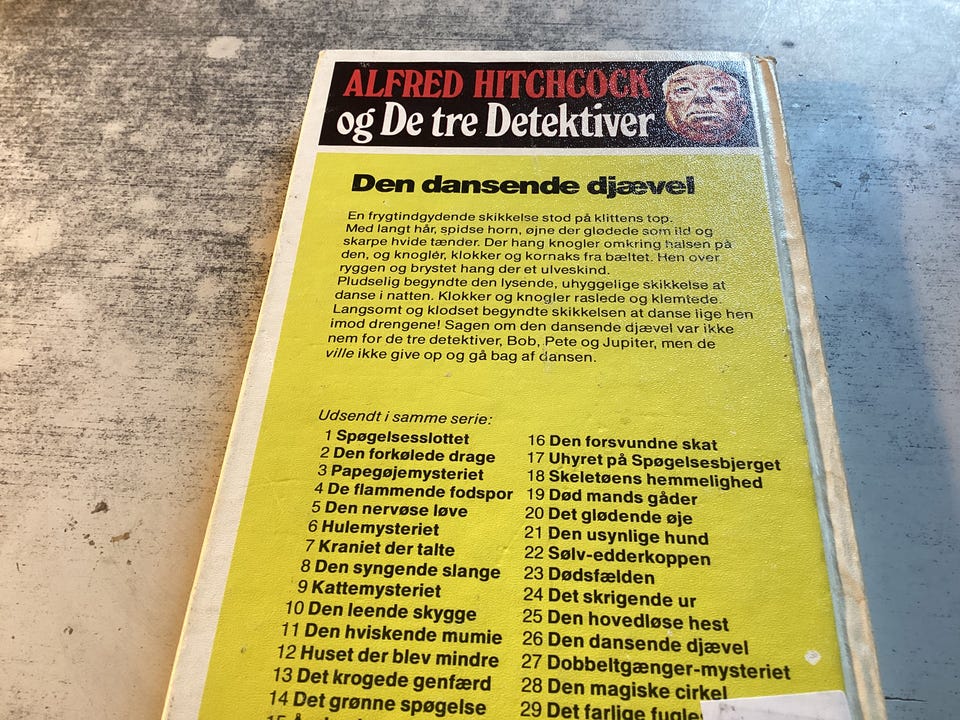 ALFRED HITCHCOCK
og De tre Detektiver
Den dansende djævel
En frygtindgydende skikkelse stod på klittens top.
Med langt hår, spidse horn, øjne der glødede som ild og
skarpe hvide tænder. Der hang knogler omkring halsen på
den, og knogler, klokker og kornaks fra bæltet. Hen over
ryggen og brystet hang der et ulveskind.
Pludselig begyndte den lysende, uhyggelige skikkelse at
danse i natten. Klokker og knogler raslede og klemtede.
Langsomt og klodset begyndte skikkelsen at danse lige hen
imod drengene! Sagen om den dansende djævel var ikke
nem for de tre detektiver, Bob, Pete og Jupiter, men de
ville ikke give op og gå bag af dansen.
Udsendt i samme serie:
1 Spøgelsesslottet
2 Den forkølede drage
3 Papegøjemysteriet
4 De flammende fodspor
5 Den nervøse løve
6 Hulemysteriet
7 Kraniet der talte
8 Den syngende slange
9 Kattemysteriet
10 Den leende skygge
11 Den hviskende mumie
12 Huset der blev mindre
13 Det krogede genfærd
14 Det grønne spøgelse
15
16 Den forsvundne skat
17 Uhyret på Spøgelsesbjerget
18 Skeletøens hemmelighed
19 Død mands gåder
20 Det glødende øje
21 Den usynlige hund
22 Sølv-edderkoppen
23 Dødsfælden
24 Det skrigende ur
25 Den hovedløse hest
26 Den dansende djævel
27 Dobbeltgænger-mysteriet
28 Den magiske cirkel
29 Det farlige